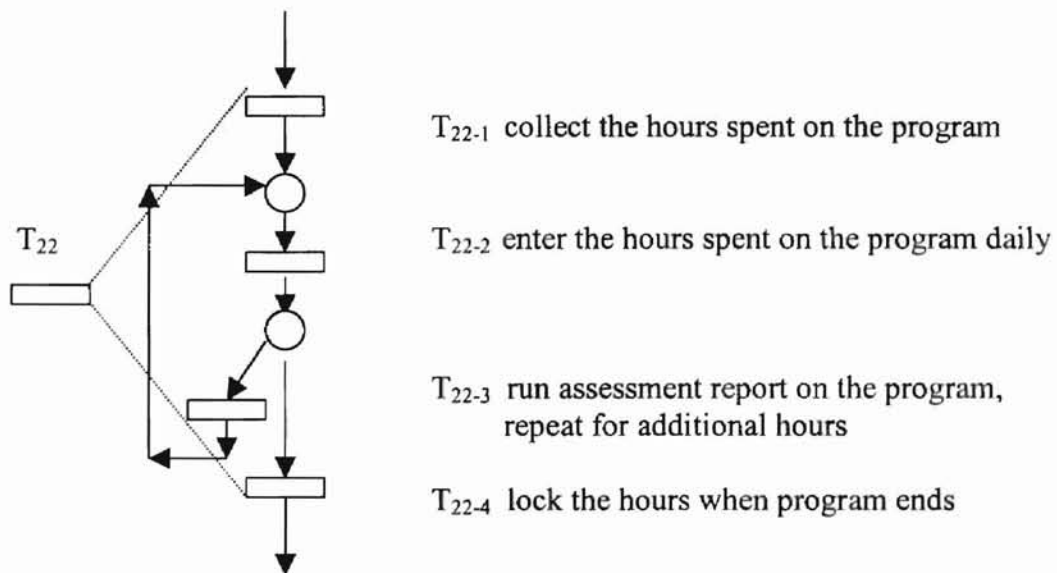 T22-1 collect the hours spent on the program
T22
T22-2 enter the hours spent on the program daily
T22-3 run assessment report on the program,
repeat for additional hours
T22-4 lock the hours when program ends